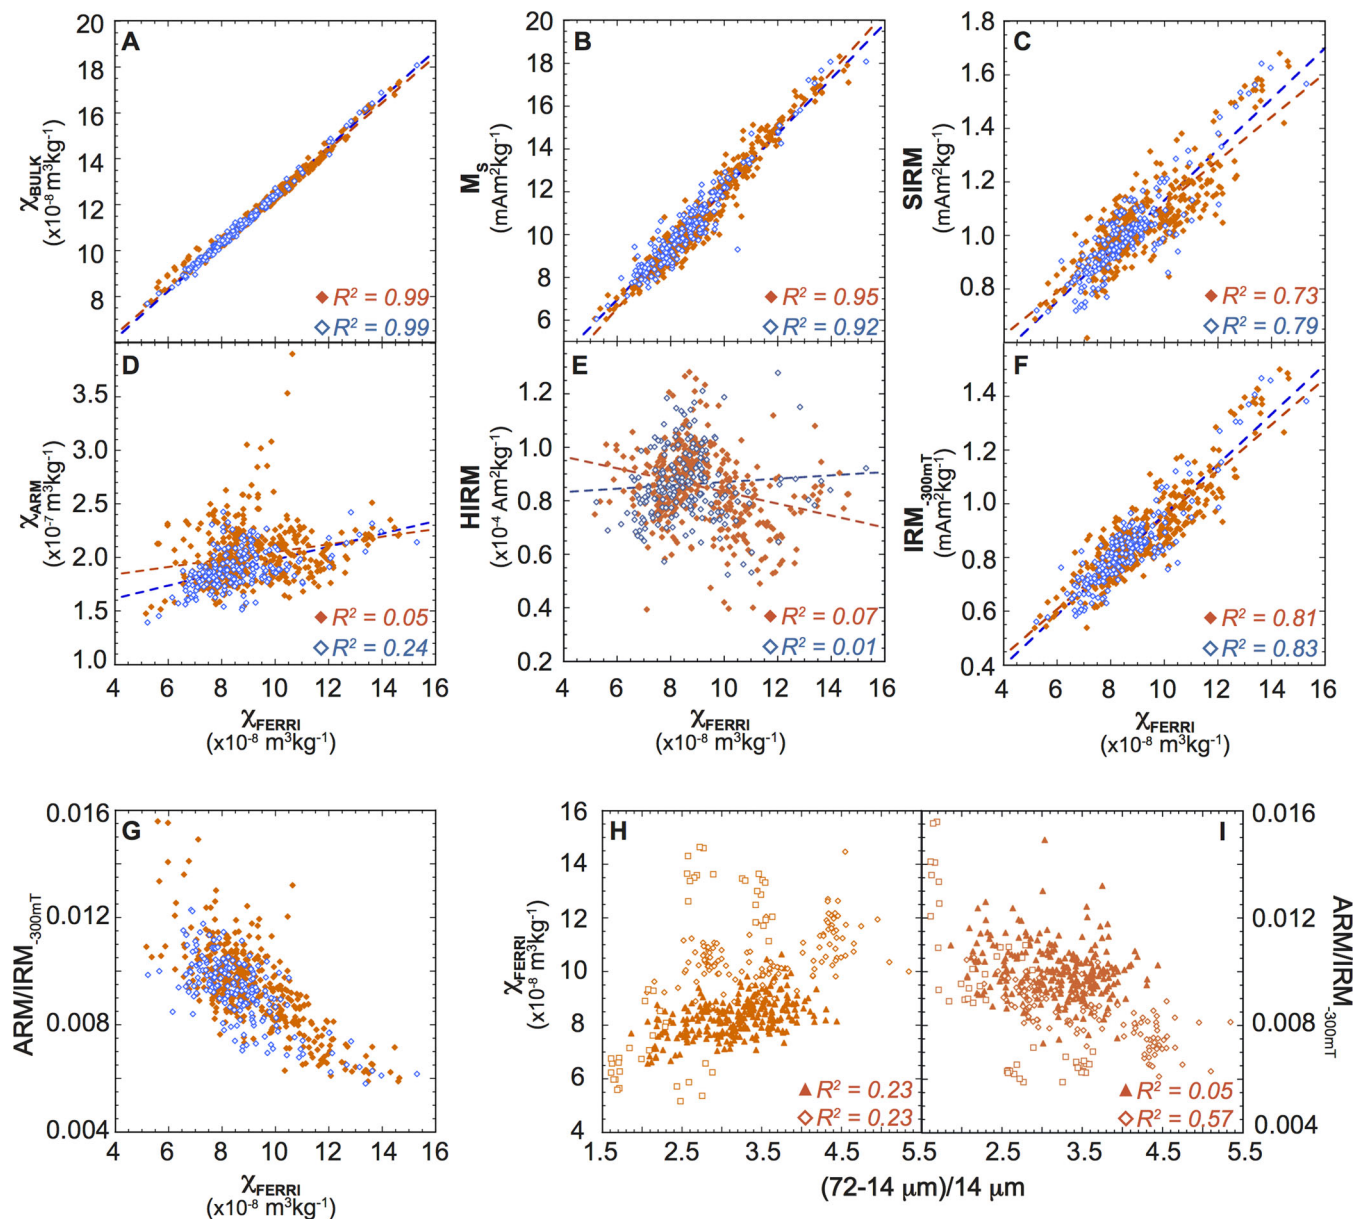 A
20
18
16
14
12
10
8
χBULK
(x10⁻⁸ m³kg⁻¹)
R² = 0.99
R² = 0.99
B
20
18
16
14
12
10
8
6
MS
(mAm²kg⁻¹)
R² = 0.95
R² = 0.92
C
1.8
1.6
1.4
1.2
1.0
0.8
SIRM
(mAm²kg⁻¹)
R² = 0.73
R² = 0.79
D
3.5
3.0
2.5
2.0
1.5
1.0
χARM
(x10⁻⁷ m³kg⁻¹)
R² = 0.05
R² = 0.24
4 6 8 10 12 14 16
χFERRI
(x10⁻⁸ m³kg⁻¹)
E
1.2
1.0
0.8
0.6
0.4
0.2
HIRM
(x10⁻⁴ Am²kg⁻¹)
R² = 0.07
R² = 0.01
4 6 8 10 12 14 16
χFERRI
(x10⁻⁸ m³kg⁻¹)
F
1.4
1.2
1.0
0.8
0.6
0.4
IRM-300mT
(mAm²kg⁻¹)
R² = 0.81
R² = 0.83
4 6 8 10 12 14 16
χFERRI
(x10⁻⁸ m³kg⁻¹)
G
0.016
0.012
0.008
0.004
ARM/IRM-300mT
4 6 8 10 12 14 16
χFERRI
(x10⁻⁸ m³kg⁻¹)
H
16
14
12
10
8
6
4
χFERRI
(x10⁻⁸ m³kg⁻¹)
R² = 0.23
R² = 0.23
1.5 2.5 3.5 4.5 5.5
I
0.016
0.012
0.008
0.004
ARM/IRM-300mT
R² = 0.05
R² = 0.57
2.5 3.5 4.5 5.5
(72-14 μm)/14 μm